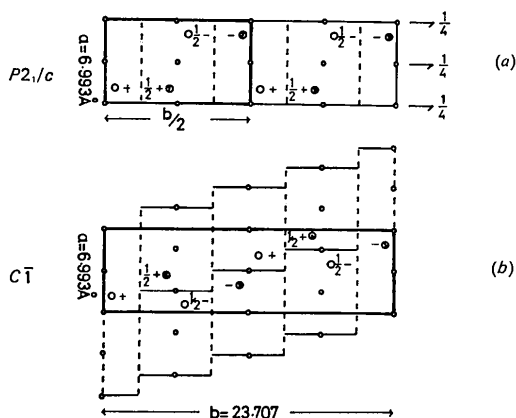 1/2 - - 1/2 - - 1/4
P2₁/c a=6·993Å 1/4 (a)
+ 1/2 + + 1/2 + 1/4
b/2
C1̄ a=6·993Å 1/2 + - (b)
1/2 + + 1/2 -
+ 1/2 - -
b=23·707